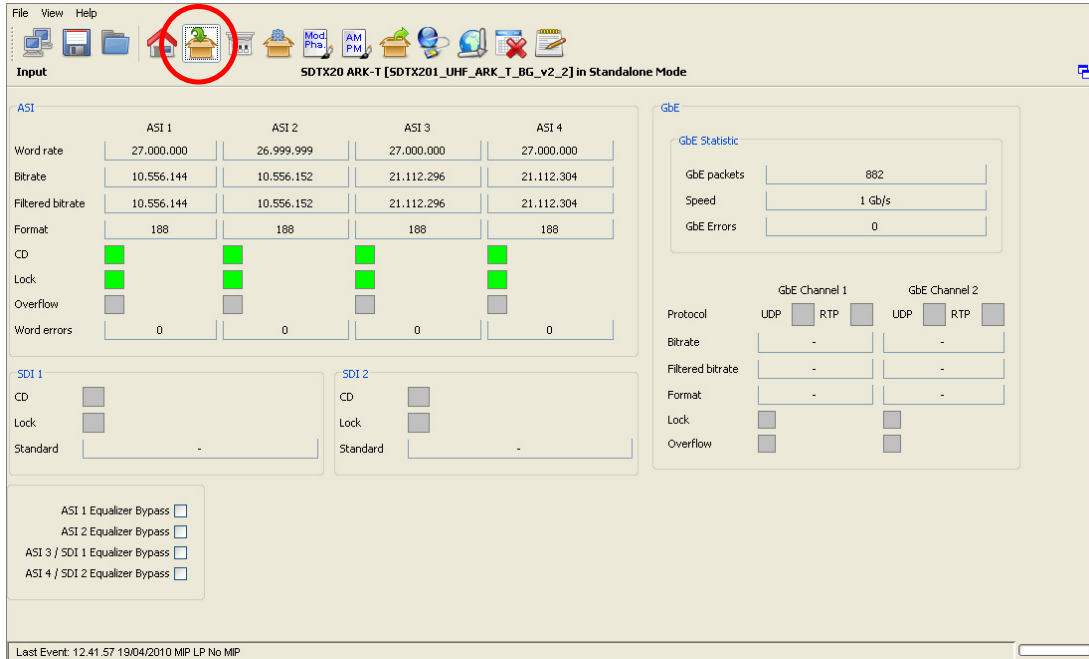 File View Help
Mod. Pha. AM PM
Input SDTX20 ARK-T [SDTX201_UHF_ARK_T_BG_v2_2] in Standalone Mode
ASI
ASI 1 ASI 2 ASI 3 ASI 4
Word rate 27.000.000 26.999.999 27.000.000 27.000.000
Bitrate 10.556.144 10.556.152 21.112.296 21.112.304
Filtered bitrate 10.556.144 10.556.152 21.112.296 21.112.304
Format 188 188 188 188
CD
Lock
Overflow
Word errors 0 0 0 0
SDI 1
CD
Lock
Standard -
SDI 2
CD
Lock
Standard -
ASI 1 Equalizer Bypass
ASI 2 Equalizer Bypass
ASI 3 / SDI 1 Equalizer Bypass
ASI 4 / SDI 2 Equalizer Bypass
GbE
GbE Statistic
GbE packets 882
Speed 1 Gb/s
GbE Errors 0
GbE Channel 1 GbE Channel 2
Protocol UDP RTP UDP RTP
Bitrate - -
Filtered bitrate - -
Format - -
Lock
Overflow
Last Event: 12.41.57 19/04/2010 MIP LP No MIP